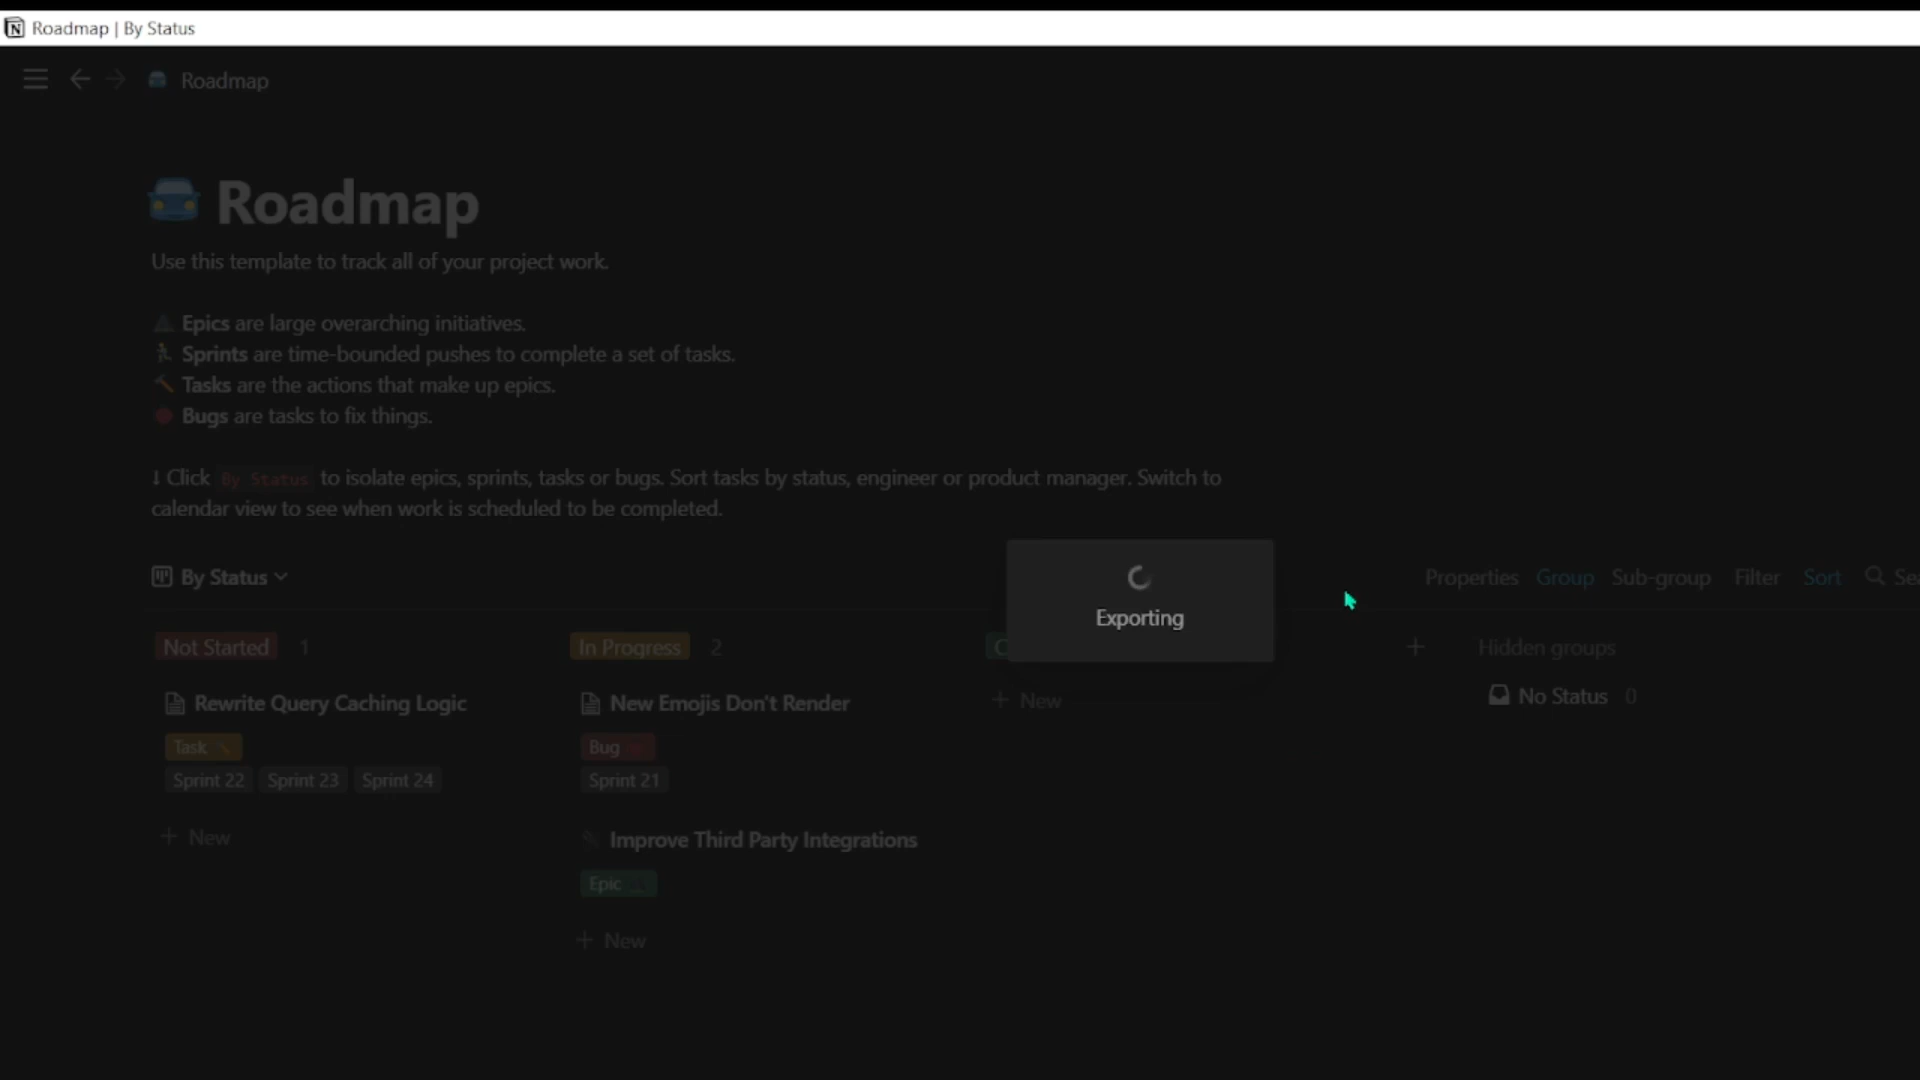 Roadmap | By Status
Roadmap
Roadmap
Use this template to track all of your project work.
Epics are large overarching initiatives.
Sprints are time-bounded pushes to complete a set of tasks.
Tasks are the actions that make up epics.
Bugs are tasks to fix things.
↓ Click By Status to isolate epics, sprints, tasks or bugs. Sort tasks by status, engineer or product manager. Switch to
calendar view to see when work is scheduled to be completed.
By Status
Properties Group Sub-group Filter Sort Sea
Exporting
Not Started 1
In Progress 2
C
Hidden groups
No Status 0
Rewrite Query Caching Logic
Task
Sprint 22 Sprint 23 Sprint 24
+ New
New Emojis Don't Render
Bug
Sprint 21
Improve Third Party Integrations
Epic
+ New
+ New